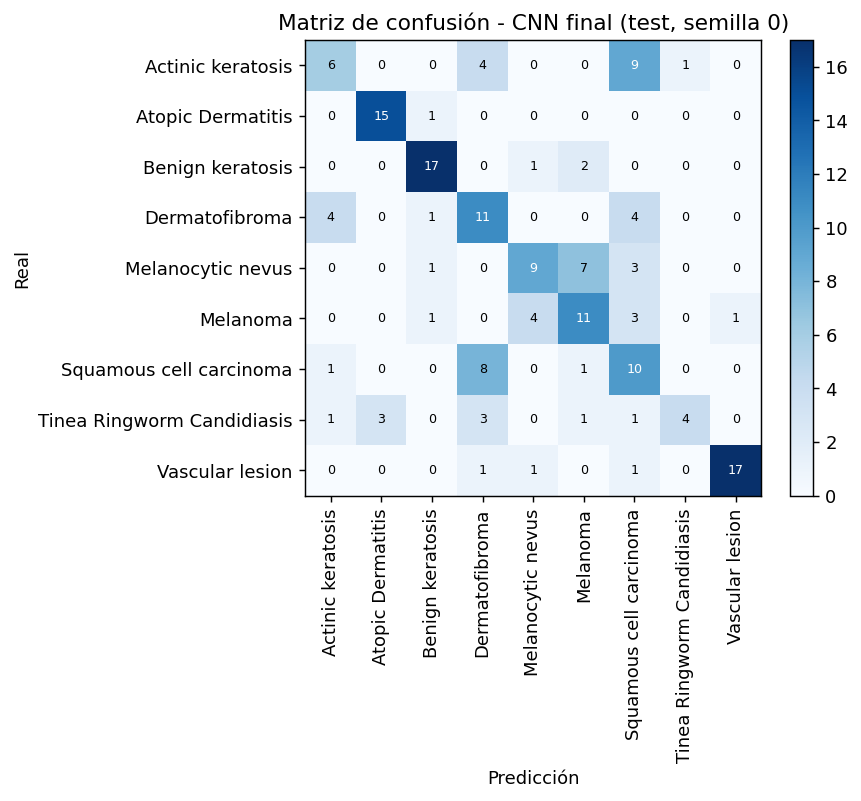 Matriz de confusión - CNN final (test, semilla 0)
Real
Actinic keratosis 6 0 0 4 0 0 9 1 0
Atopic Dermatitis 0 15 1 0 0 0 0 0 0
Benign keratosis 0 0 17 0 1 2 0 0 0
Dermatofibroma 4 0 1 11 0 0 4 0 0
Melanocytic nevus 0 0 1 0 9 7 3 0 0
Melanoma 0 0 1 0 4 11 3 0 1
Squamous cell carcinoma 1 0 0 8 0 1 10 0 0
Tinea Ringworm Candidiasis 1 3 0 3 0 1 1 4 0
Vascular lesion 0 0 0 1 1 0 1 0 17
Actinic keratosis
Atopic Dermatitis
Benign keratosis
Dermatofibroma
Melanocytic nevus
Melanoma
Squamous cell carcinoma
Tinea Ringworm Candidiasis
Vascular lesion
Predicción
16
14
12
10
8
6
4
2
0